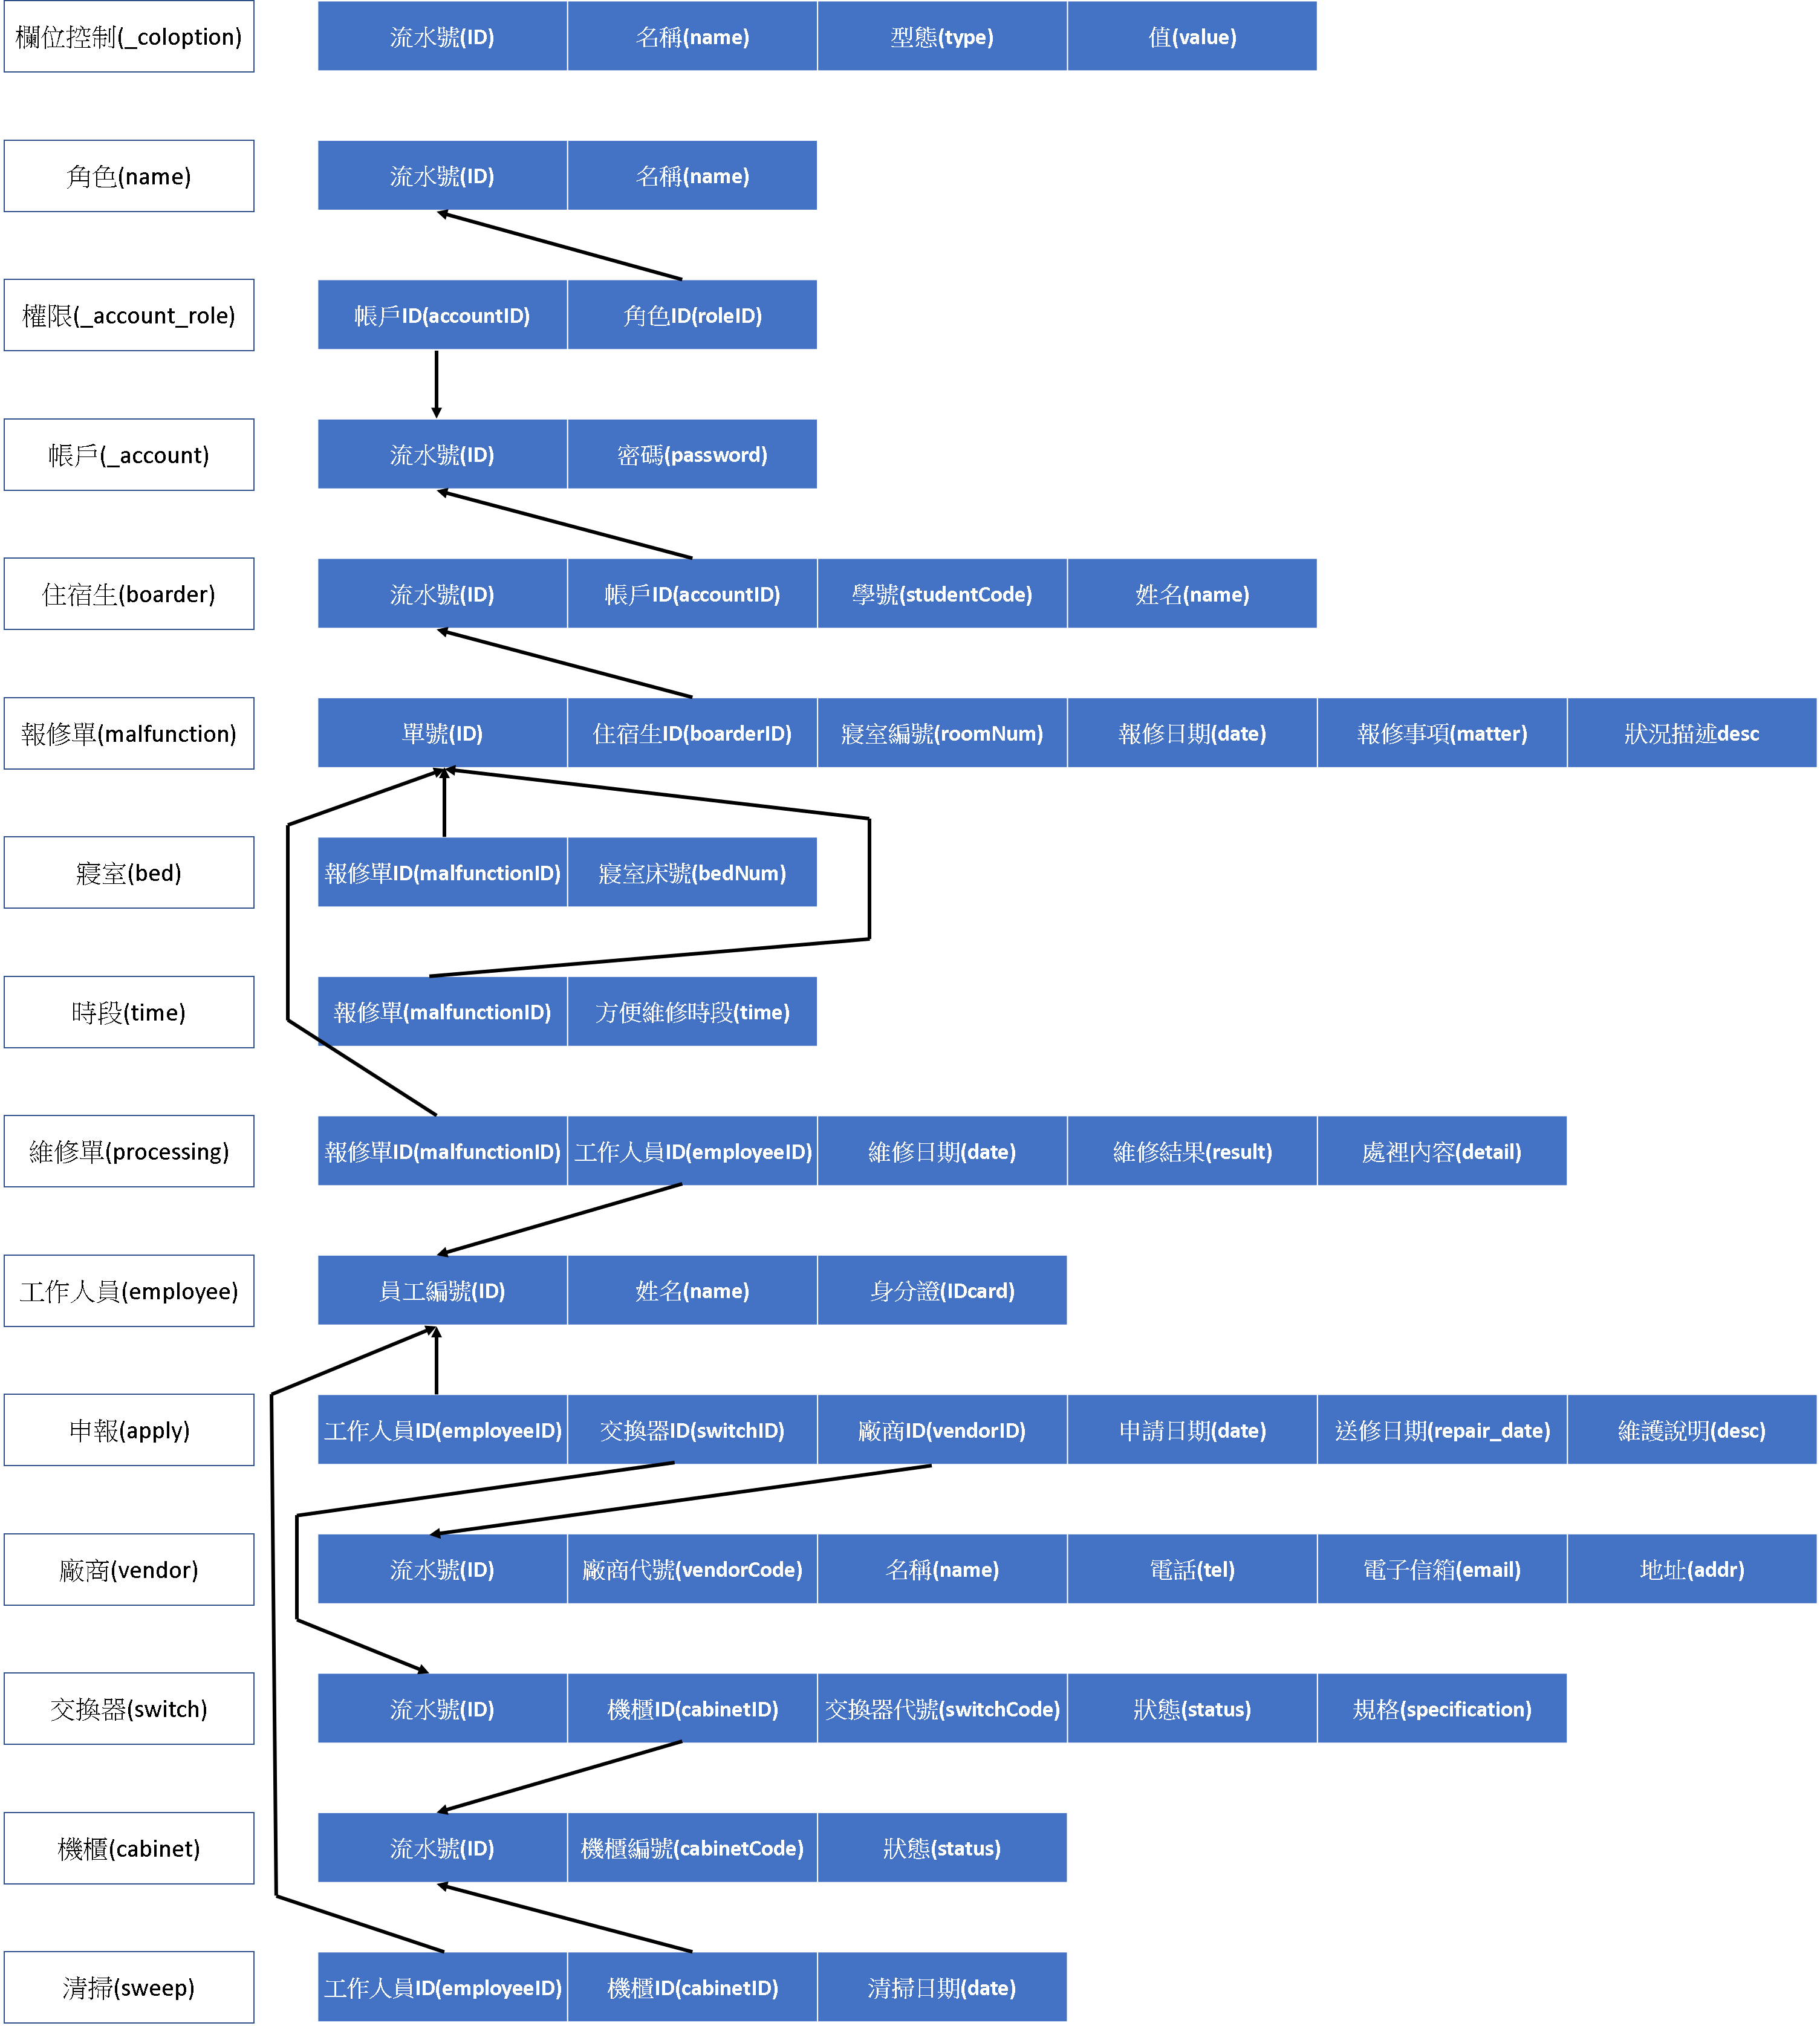 欄位控制(_coloption) 流水號(ID) 名稱(name) 型態(type) 值(value)
角色(name) 流水號(ID) 名稱(name)
權限(_account_role) 帳戶ID(accountID) 角色ID(roleID)
帳戶(_account) 流水號(ID) 密碼(password)
住宿生(boarder) 流水號(ID) 帳戶ID(accountID) 學號(studentCode) 姓名(name)
報修單(malfunction) 單號(ID) 住宿生ID(boarderID) 寢室編號(roomNum) 報修日期(date) 報修事項(matter) 狀況描述desc
寢室(bed) 報修單ID(malfunctionID) 寢室床號(bedNum)
時段(time) 報修單(malfunctionID) 方便維修時段(time)
維修單(processing) 報修單ID(malfunctionID) 工作人員ID(employeeID) 維修日期(date) 維修結果(result) 處裡內容(detail)
工作人員(employee) 員工編號(ID) 姓名(name) 身分證(IDcard)
申報(apply) 工作人員ID(employeeID) 交換器ID(switchID) 廠商ID(vendorID) 申請日期(date) 送修日期(repair_date) 維護說明(desc)
廠商(vendor) 流水號(ID) 廠商代號(vendorCode) 名稱(name) 電話(tel) 電子信箱(email) 地址(addr)
交換器(switch) 流水號(ID) 機櫃ID(cabinetID) 交換器代號(switchCode) 狀態(status) 規格(specification)
機櫃(cabinet) 流水號(ID) 機櫃編號(cabinetCode) 狀態(status)
清掃(sweep) 工作人員ID(employeeID) 機櫃ID(cabinetID) 清掃日期(date)